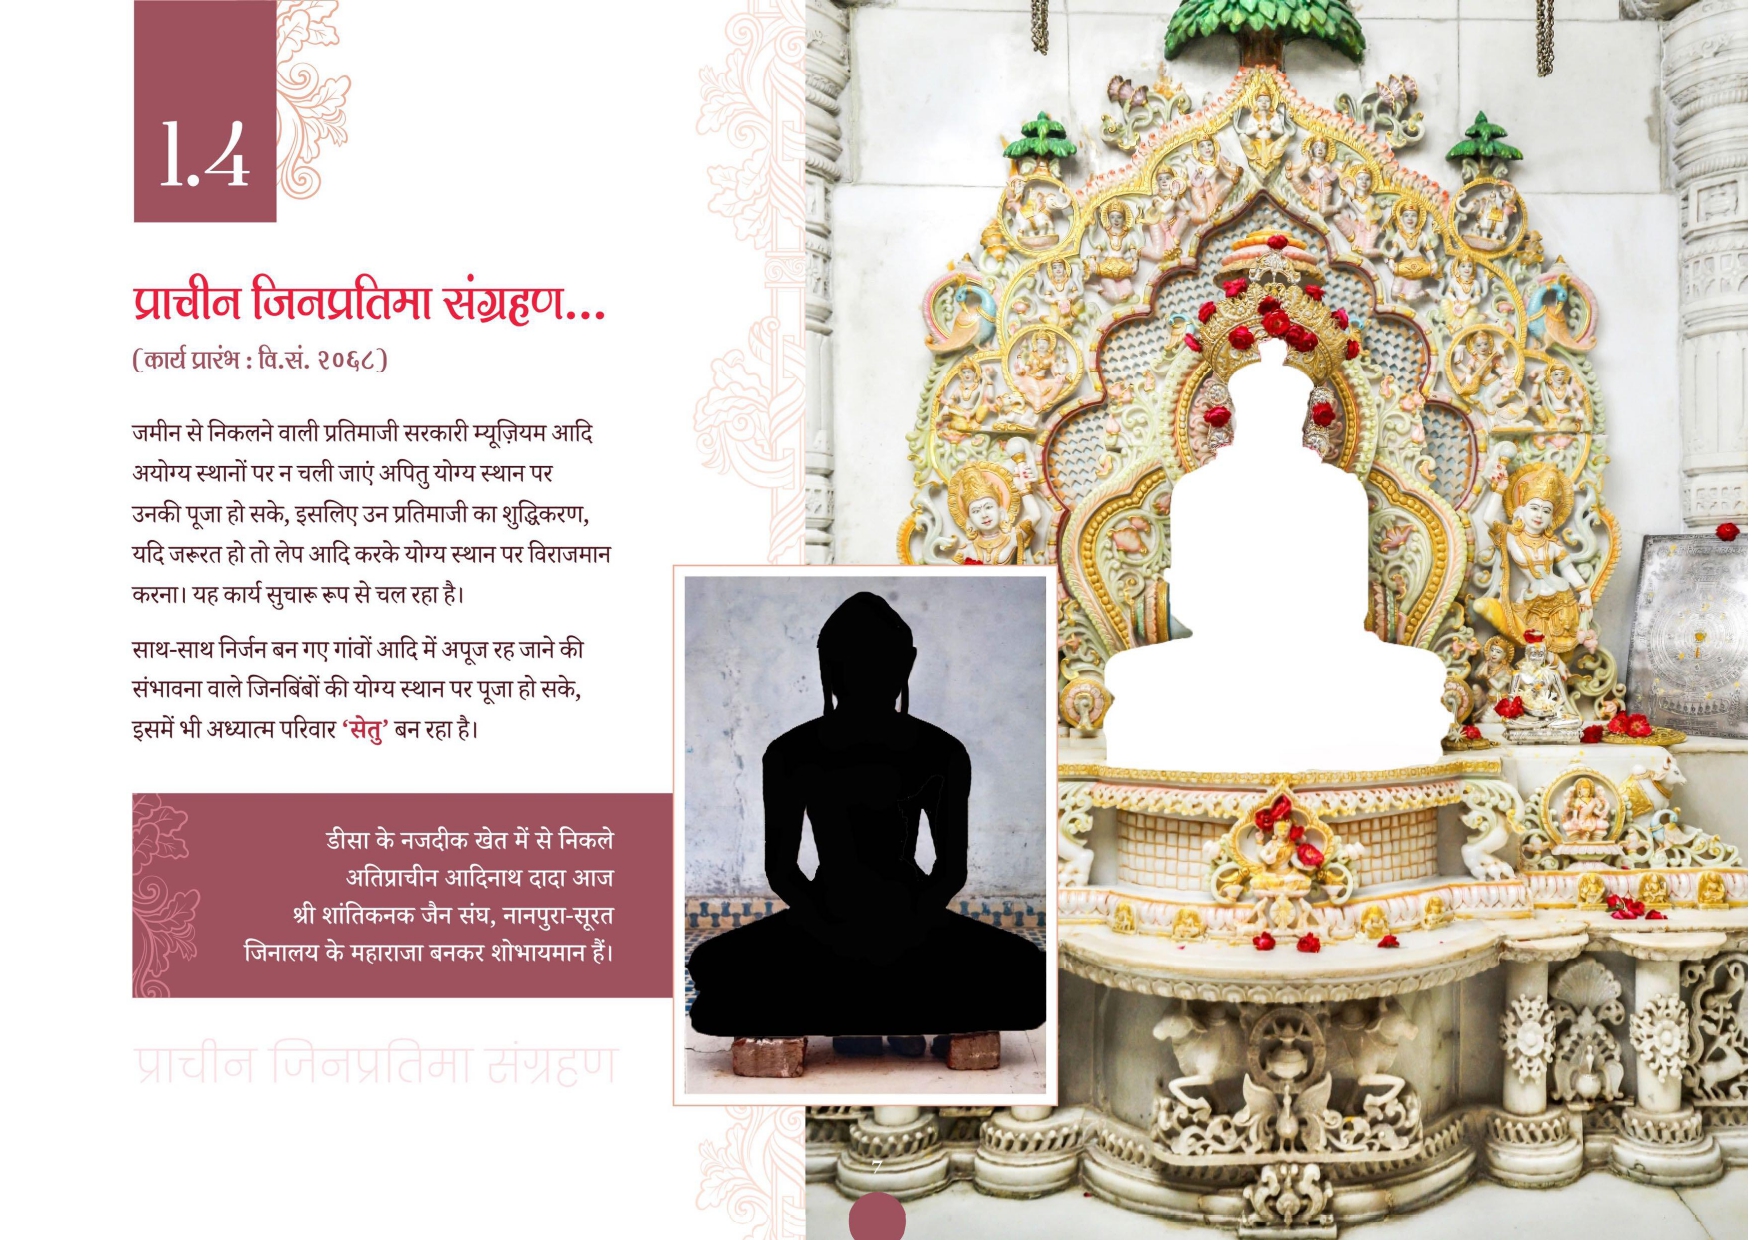 1.4
प्राचीन जिनप्रतिमा संग्रहण...
(कार्य प्रारंभ : वि.सं. २०६८)
जमीन से निकलने वाली प्रतिमाजी सरकारी म्यूज़ियम आदि
अयोग्य स्थानों पर न चली जाएं अपितु योग्य स्थान पर
उनकी पूजा हो सके, इसलिए उन प्रतिमाजी का शुद्धिकरण,
यदि जरूरत हो तो लेप आदि करके योग्य स्थान पर विराजमान
करना। यह कार्य सुचारू रूप से चल रहा है।
साथ-साथ निर्जन बन गए गांवों आदि में अपूज रह जाने की
संभावना वाले जिनबिंबों की योग्य स्थान पर पूजा हो सके,
इसमें भी अध्यात्म परिवार ‘सेतु’ बन रहा है।
डीसा के नजदीक खेत में से निकले
अतिप्राचीन आदिनाथ दादा आज
श्री शांतिकनक जैन संघ, नानपुरा-सूरत
जिनालय के महाराजा बनकर शोभायमान हैं।
प्राचीन जिनप्रतिमा संग्रहण
7